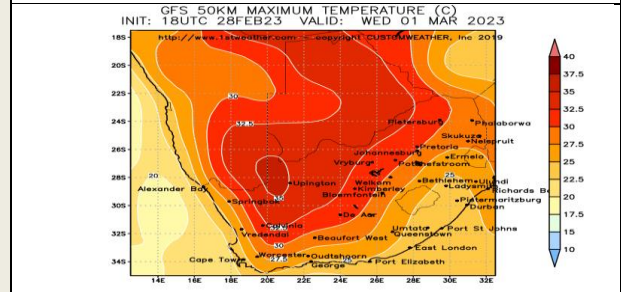 GFS 50KM MAXIMUM TEMPERATURE (C)
INIT: 18UTC 28FEB23 VALID: WED 01 MAR 2023
http://www.1stweather.com -- copyright CUSTOMWEATHER, Inc 2019
18S
20S
22S
24S
26S
28S
30S
32S
34S
14E
16E
18E
20E
22E
24E
26E
28E
30E
32E
30
32.5
20
35
30
27.5
25
25
Pietersburg
Phalaborwa
Skukuza
Nelspruit
Pretoria
Johannesburg
Ermelo
Vryburg
Potchefstroom
Alexander Bay
Upington
Welkom
Kimberley
Bethlehem
Ulundi
Ladysmith
Richards B
Springbok
Bloemfontein
Pietermaritzburg
Durban
De Aar
Calvinia
Vredendal
Umtata
Port St Johns
Queenstown
Beaufort West
East London
Cape Town
Worcester
Oudtshoorn
George
Port Elizabeth
40
37.5
35
32.5
30
27.5
25
22.5
20
17.5
15
10